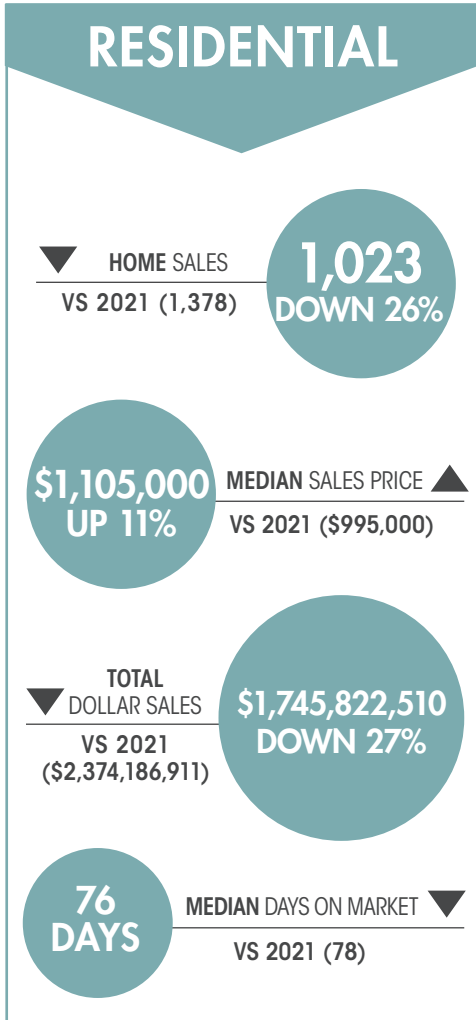 RESIDENTIAL
HOME SALES
VS 2021 (1,378)
1,023
DOWN 26%
$1,105,000
UP 11%
MEDIAN SALES PRICE
VS 2021 ($995,000)
TOTAL
DOLLAR SALES
VS 2021
($2,374,186,911)
$1,745,822,510
DOWN 27%
76
DAYS
MEDIAN DAYS ON MARKET
VS 2021 (78)